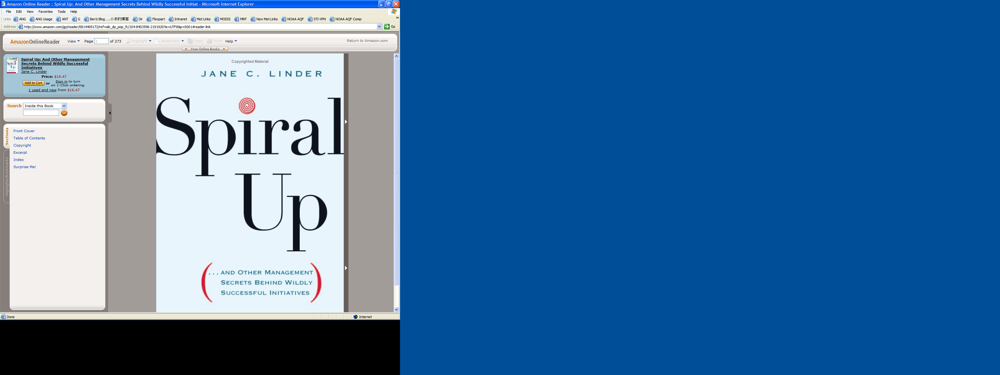 Amazon Online Reader : Spiral Up: And Other Management Secrets Behind Wildly Successful Initiat - Microsoft Internet Explorer
File Edit View Favorites Tools Help
Links ANG ANG Usage ANT G Ben's Blog.....小本的博客 Dir Flexpart Intranet Met Links MODIS MRF New Met Links NOAA AQF STI-VPN NOAA AQF Comp »
Address http://www.amazon.com/gp/reader/0814409172/ref=sib_dp_pop_fc/104-8403596-2191920?ie=UTF8&p=S001#reader-link Go
AmazonOnlineReader View Page 1 of 273 Highlight Bookmark Copy Print Help Return to Amazon.com
Your Online Books
Spiral Up: And Other Management
Secrets Behind Wildly Successful
Initiatives
Jane C. Linder
Price: $16.47
Add to Cart or Sign in to turn
on 1-Click ordering.
1 used and new from $16.47
Search Inside this Book
GO
Sections
Front Cover
Table of Contents
Copyright
Excerpt
Index
Surprise Me!
Highlights/Bookmarks
Copyrighted Material
JANE C. LINDER
Spiral
Up
(... AND OTHER MANAGEMENT
SECRETS BEHIND WILDLY
SUCCESSFUL INITIATIVES)
Spiral
Up
Done Internet